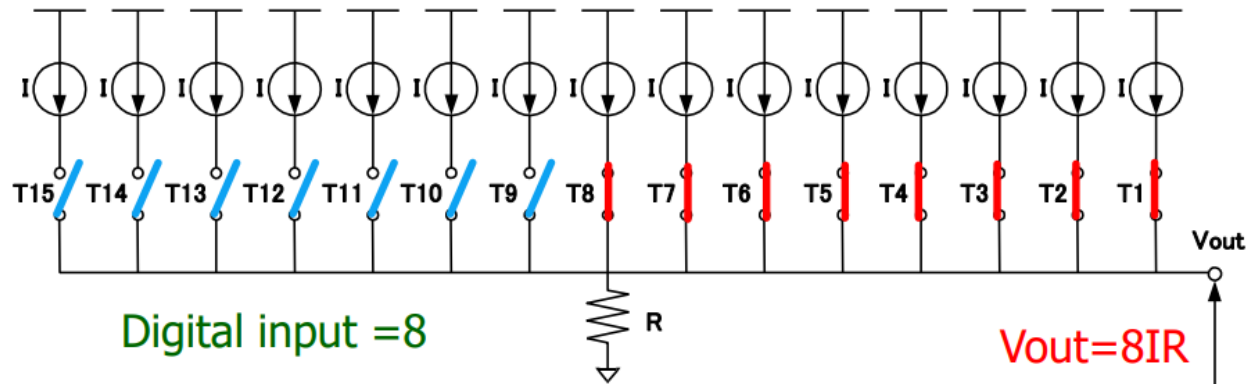 I I I I I I I I I I I I I I I
T15 T14 T13 T12 T11 T10 T9 T8 T7 T6 T5 T4 T3 T2 T1
Vout
Digital input =8
R
Vout=8IR